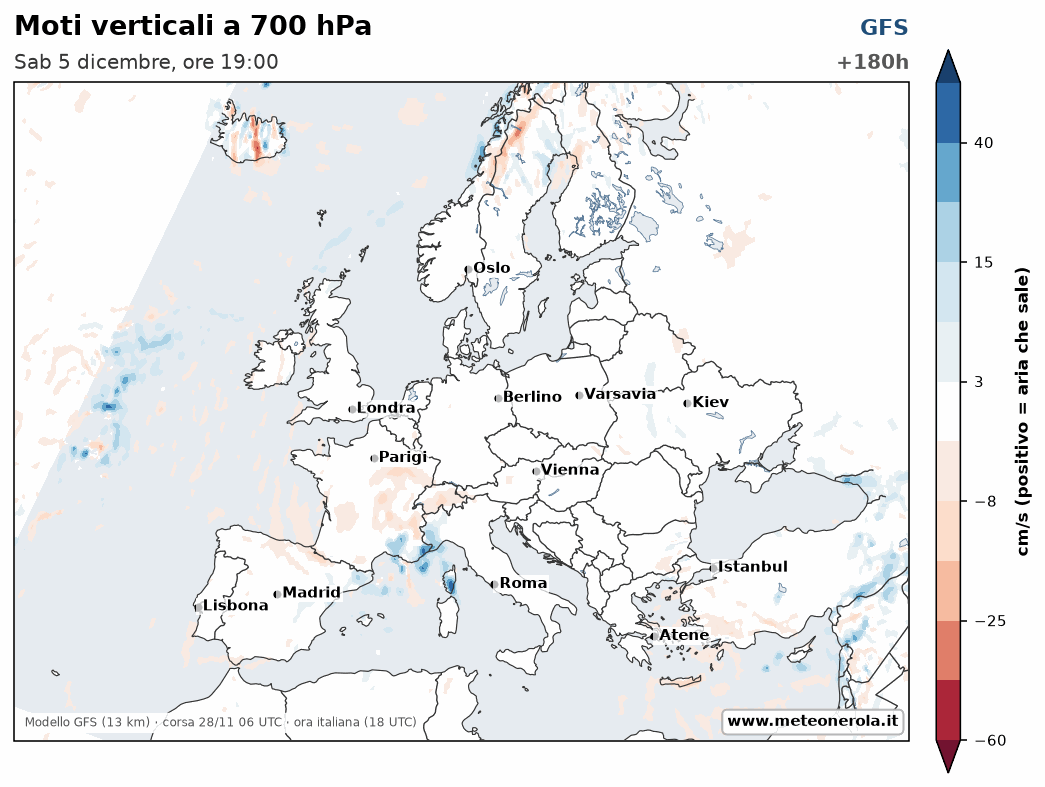 Moti verticali a 700 hPa
GFS
Sab 5 dicembre, ore 19:00
+180h
40
15
3
−8
−25
−60
cm/s (positivo = aria che sale)
Oslo
Londra
Berlino
Varsavia
Kiev
Parigi
Vienna
Istanbul
Roma
Madrid
Lisbona
Atene
Modello GFS (13 km) · corsa 28/11 06 UTC · ora italiana (18 UTC)
www.meteonerola.it